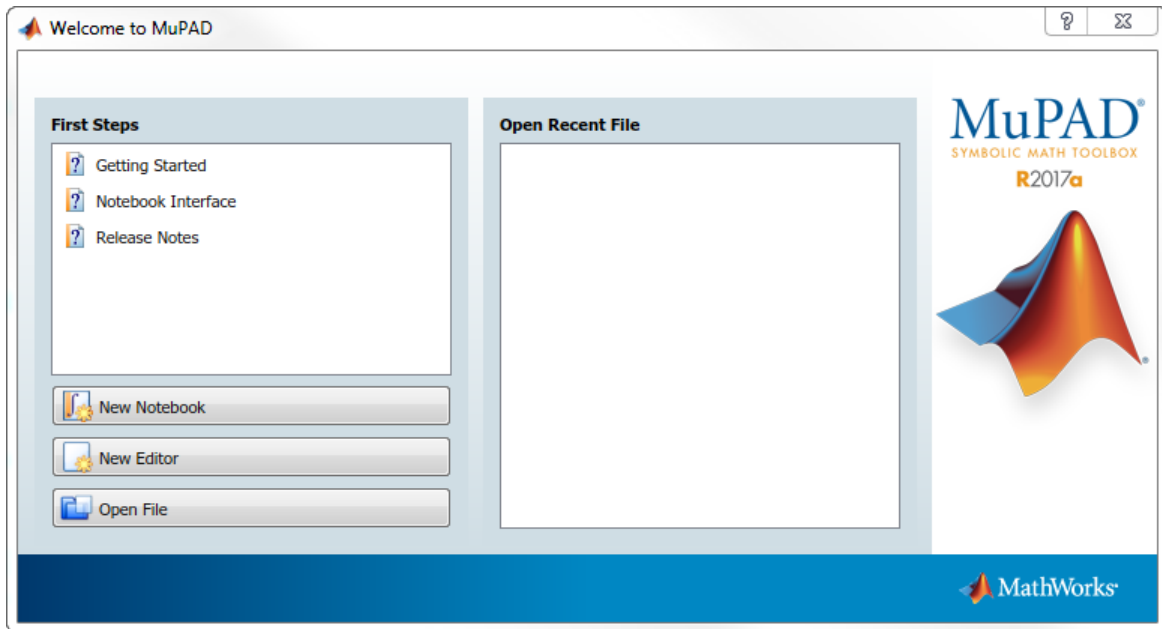 Welcome to MuPAD
First Steps
Getting Started
Notebook Interface
Release Notes
New Notebook
New Editor
Open File
Open Recent File
MuPAD®
SYMBOLIC MATH TOOLBOX
R2017a
®
MathWorks®